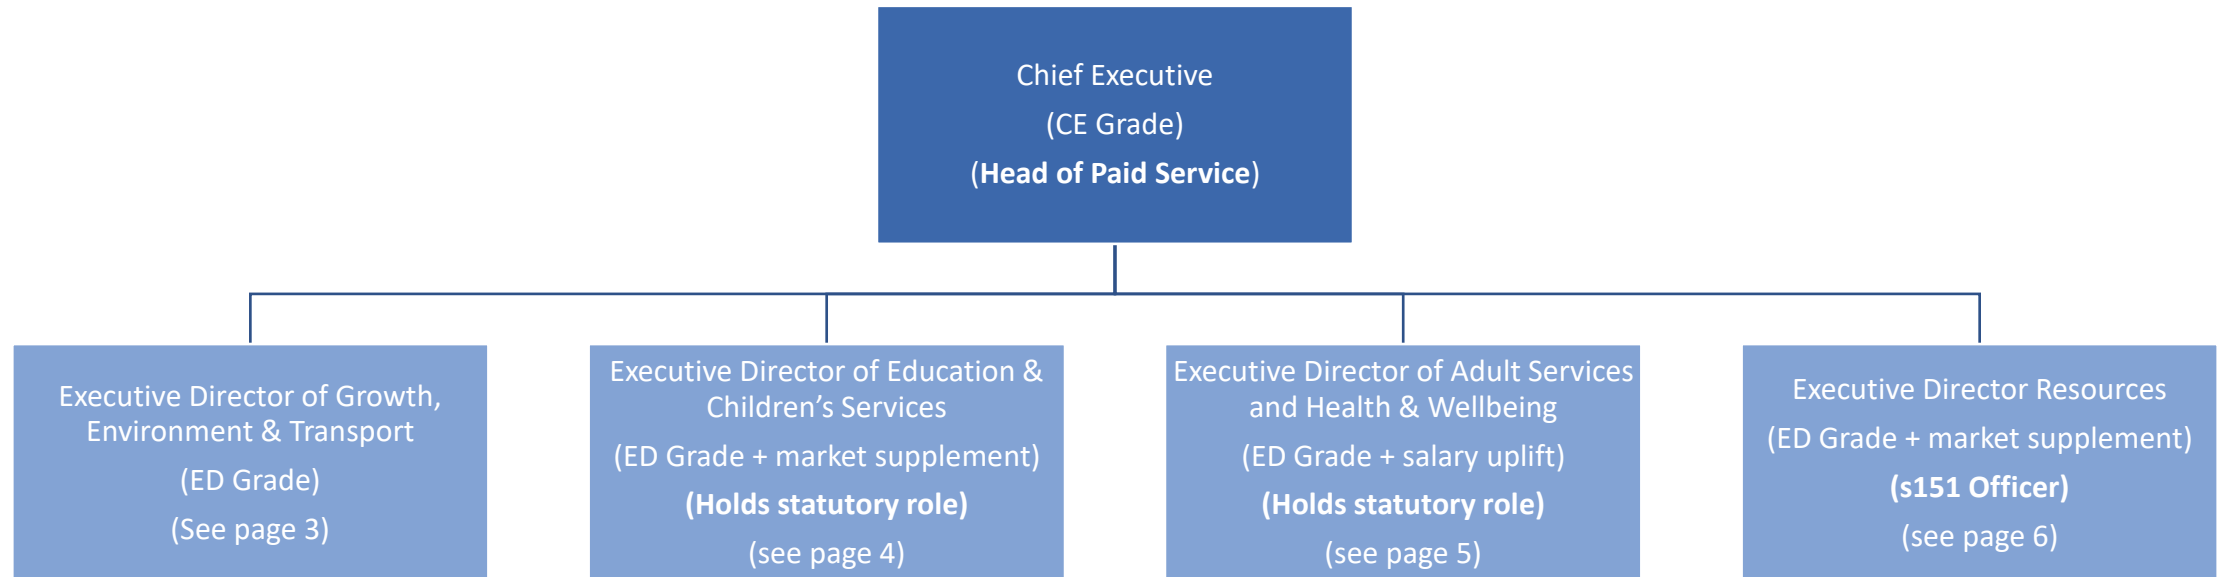 Chief Executive
(CE Grade)
(Head of Paid Service)
Executive Director of Growth,
Environment & Transport
(ED Grade)
(See page 3)
Executive Director of Education &
Children’s Services
(ED Grade + market supplement)
(Holds statutory role)
(see page 4)
Executive Director of Adult Services
and Health & Wellbeing
(ED Grade + salary uplift)
(Holds statutory role)
(see page 5)
Executive Director Resources
(ED Grade + market supplement)
(s151 Officer)
(see page 6)